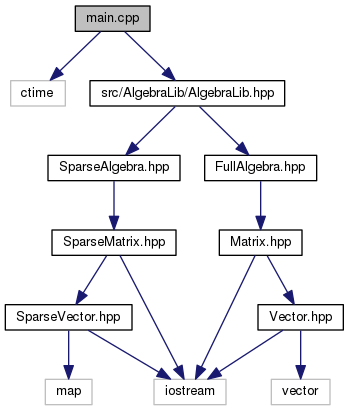 main.cpp
ctime
src/AlgebraLib/AlgebraLib.hpp
SparseAlgebra.hpp
FullAlgebra.hpp
SparseMatrix.hpp
Matrix.hpp
SparseVector.hpp
Vector.hpp
map
iostream
vector